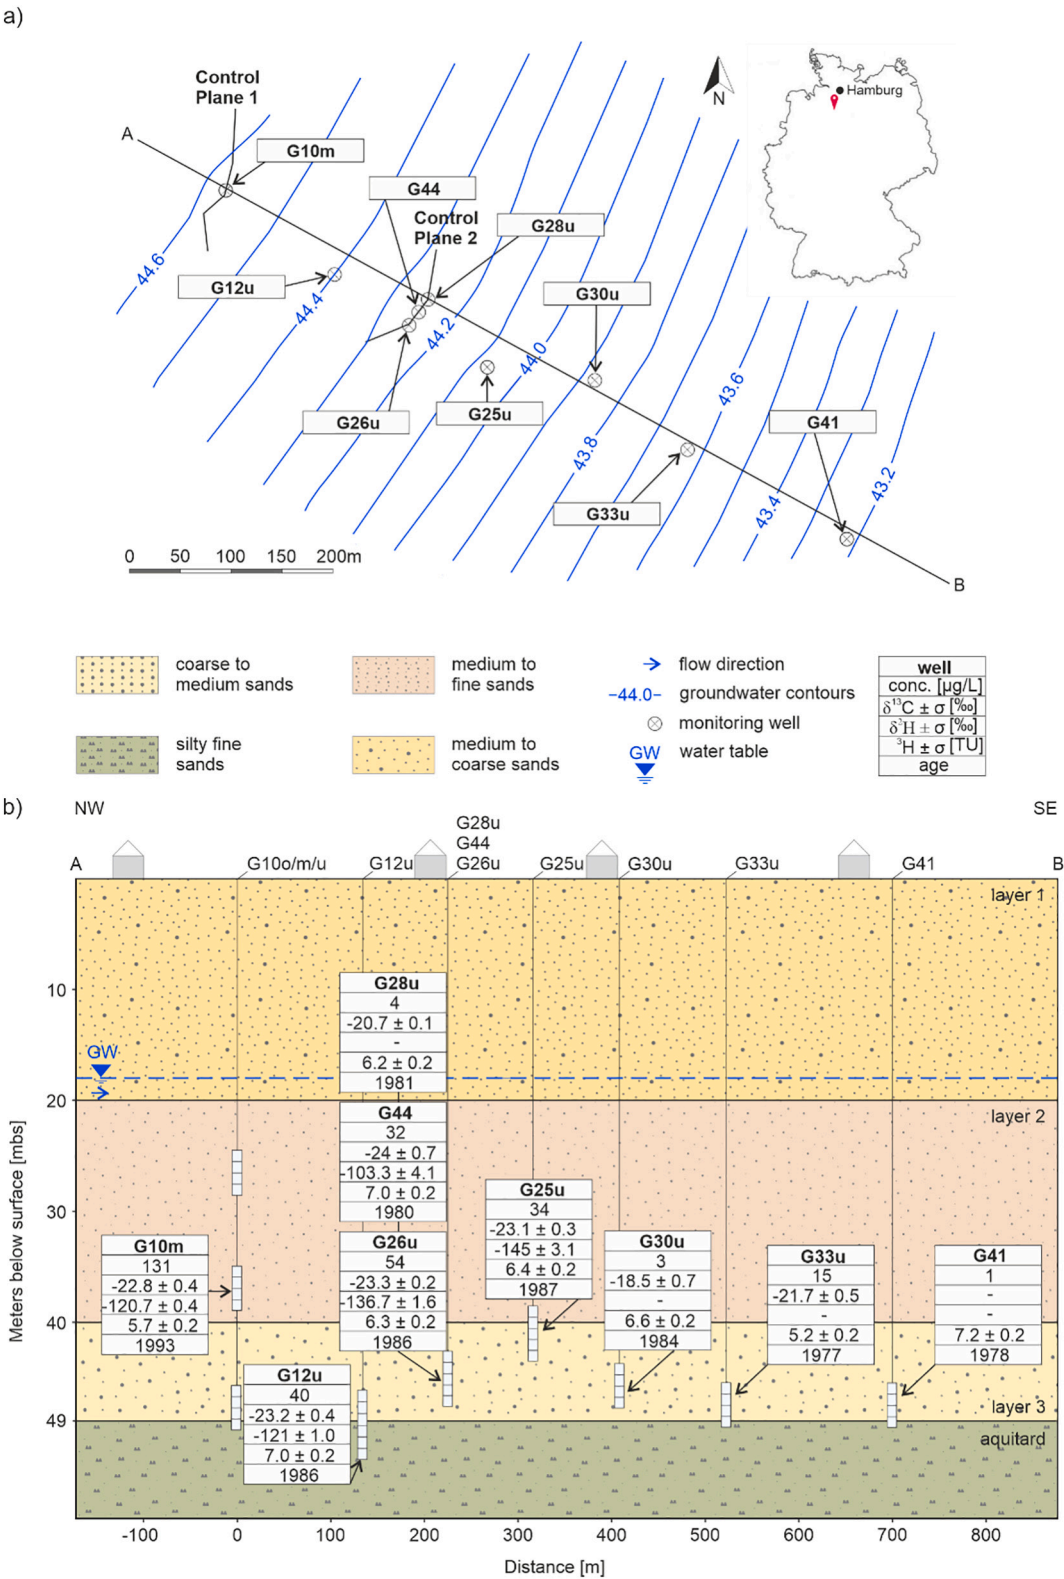 a)
Control
Plane 1
A
G10m
G44
Control
Plane 2
G28u
N
Hamburg
44.6
G12u
44.4
44.2
G30u
44.0
43.6
G26u
G25u
G41
43.8
43.4
43.2
G33u
0 50 100 150 200m
B
coarse to
medium sands
medium to
fine sands
silty fine
sands
medium to
coarse sands
flow direction
–44.0– groundwater contours
monitoring well
GW water table
well
conc. [µg/L]
δ¹³C ± σ [‰]
δ²H ± σ [‰]
³H ± σ [TU]
age
b)
NW
SE
A
G10o/m/u
G12u
G28u
G44
G26u
G25u
G30u
G33u
G41
B
layer 1
10
G28u
4
-20.7 ± 0.1
-
6.2 ± 0.2
1981
GW
20
layer 2
G44
32
-24 ± 0.7
-103.3 ± 4.1
7.0 ± 0.2
1980
30
G10m
131
-22.8 ± 0.4
-120.7 ± 0.4
5.7 ± 0.2
1993
G26u
54
-23.3 ± 0.2
-136.7 ± 1.6
6.3 ± 0.2
1986
G25u
34
-23.1 ± 0.3
-145 ± 3.1
6.4 ± 0.2
1987
G30u
3
-18.5 ± 0.7
-
6.6 ± 0.2
1984
G33u
15
-21.7 ± 0.5
-
5.2 ± 0.2
1977
G41
1
-
-
7.2 ± 0.2
1978
40
G12u
40
-23.2 ± 0.4
-121 ± 1.0
7.0 ± 0.2
1986
layer 3
49
aquitard
Meters below surface [mbs]
-100 0 100 200 300 400 500 600 700 800
Distance [m]